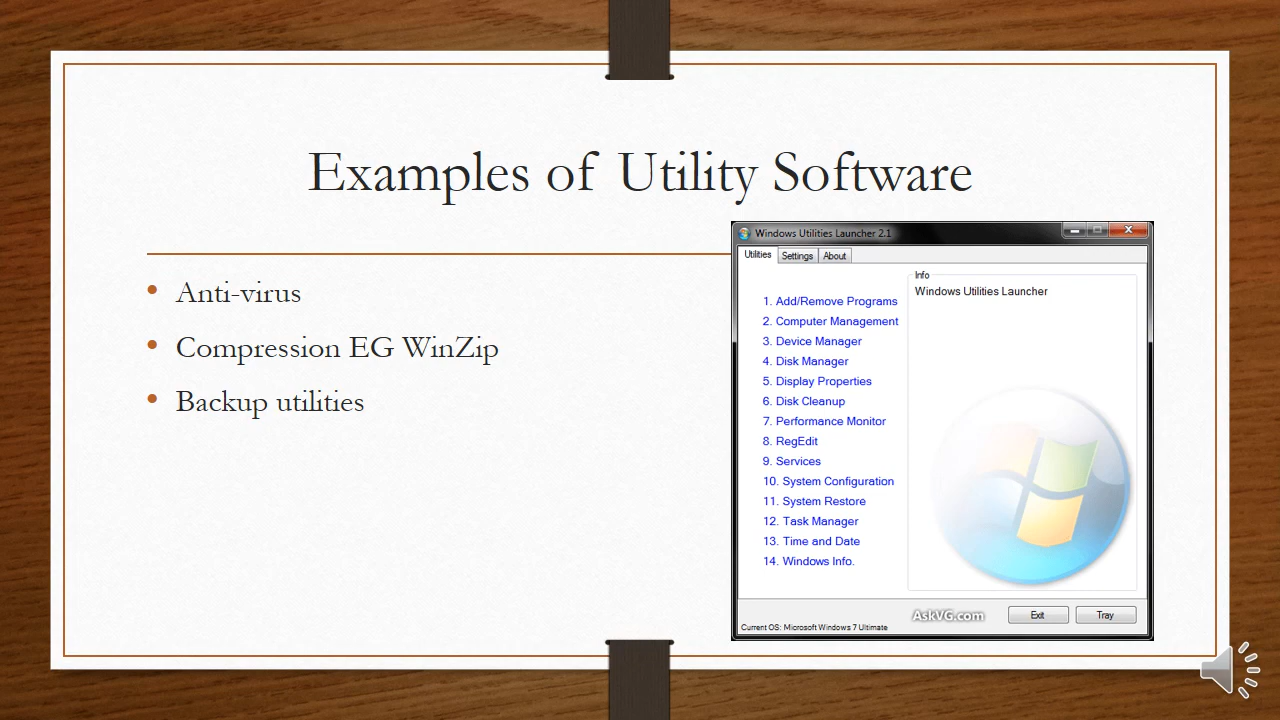 Examples of Utility Software
Anti-virus
Compression EG WinZip
Backup utilities
Windows Utilities Launcher 2.1
Utilities Settings About
Info
Windows Utilities Launcher
1. Add/Remove Programs
2. Computer Management
3. Device Manager
4. Disk Manager
5. Display Properties
6. Disk Cleanup
7. Performance Monitor
8. RegEdit
9. Services
10. System Configuration
11. System Restore
12. Task Manager
13. Time and Date
14. Windows Info.
AskVG.com Exit Tray
Current OS: Microsoft Windows 7 Ultimate